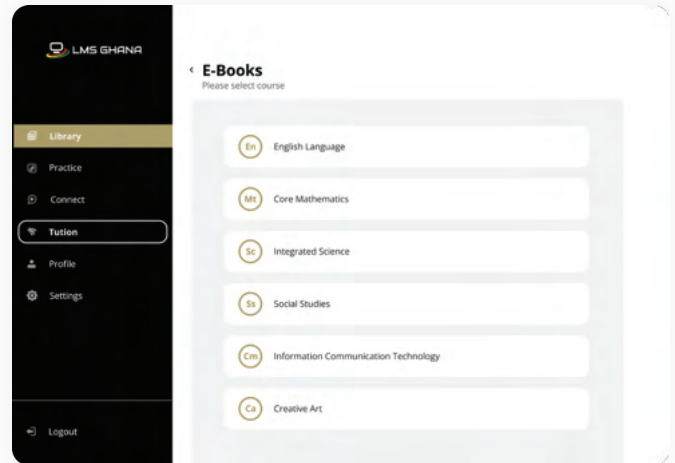 LMS GHANA
Library
Practice
Connect
Tution
Profile
Settings
Logout
E-Books
Please select course
En English Language
Mt Core Mathematics
Sc Integrated Science
Ss Social Studies
Cm Information Communication Technology
Ca Creative Art